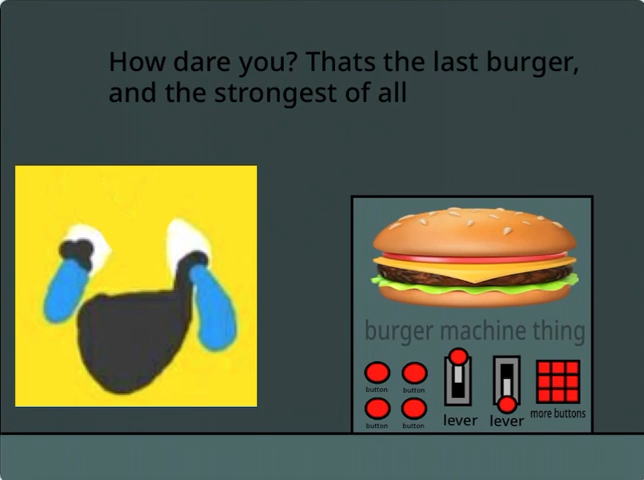 How dare you? Thats the last burger,
and the strongest of all
burger machine thing
button button
lever lever more buttons
button button